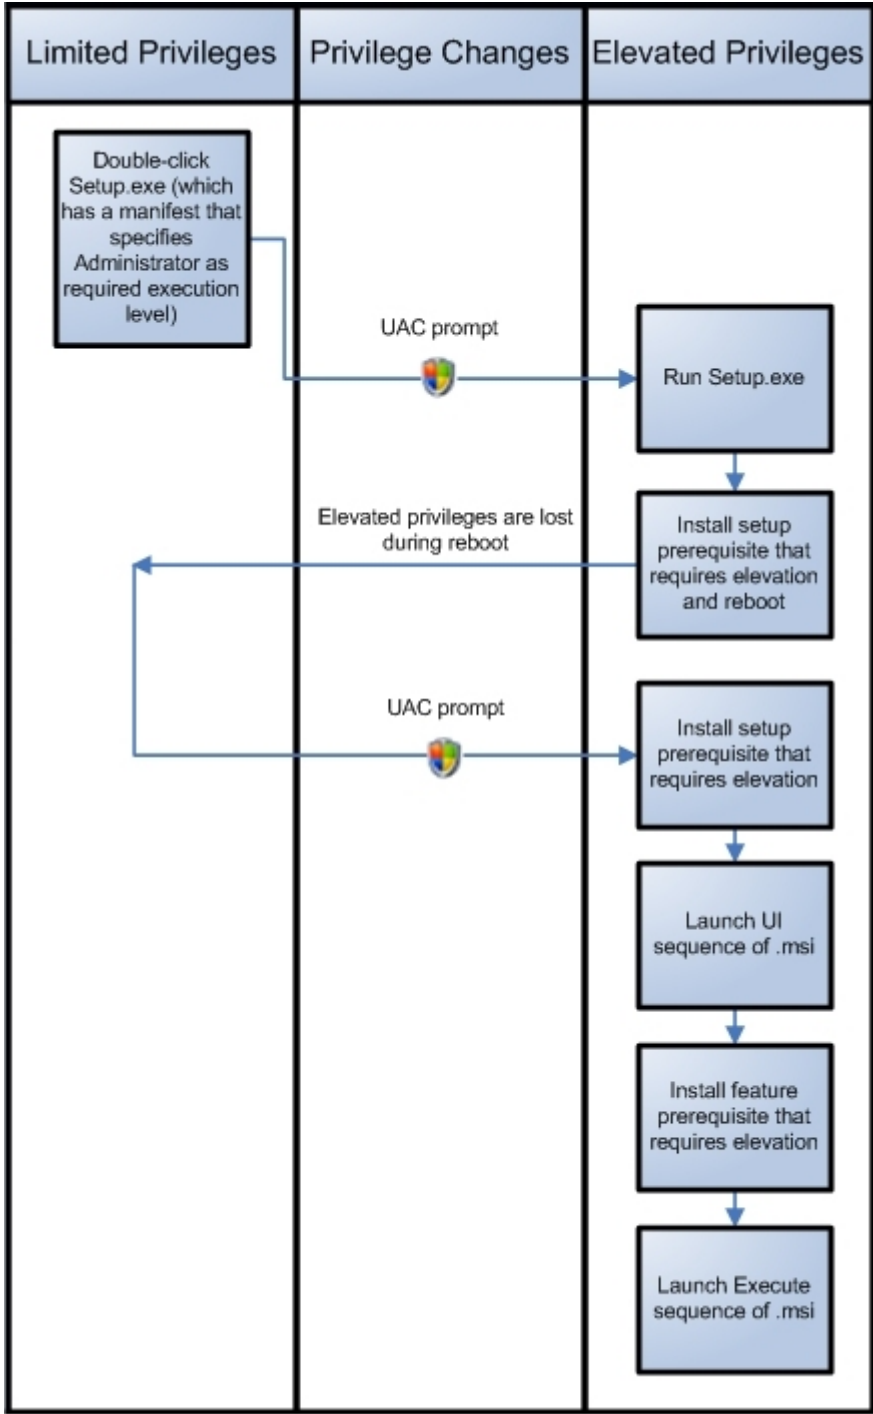 Limited Privileges
Privilege Changes
Elevated Privileges
Double-click
Setup.exe (which
has a manifest that
specifies
Administrator as
required execution
level)
UAC prompt
Run Setup.exe
Elevated privileges are lost
during reboot
Install setup
prerequisite that
requires elevation
and reboot
UAC prompt
Install setup
prerequisite that
requires elevation
Launch UI
sequence of .msi
Install feature
prerequisite that
requires elevation
Launch Execute
sequence of .msi